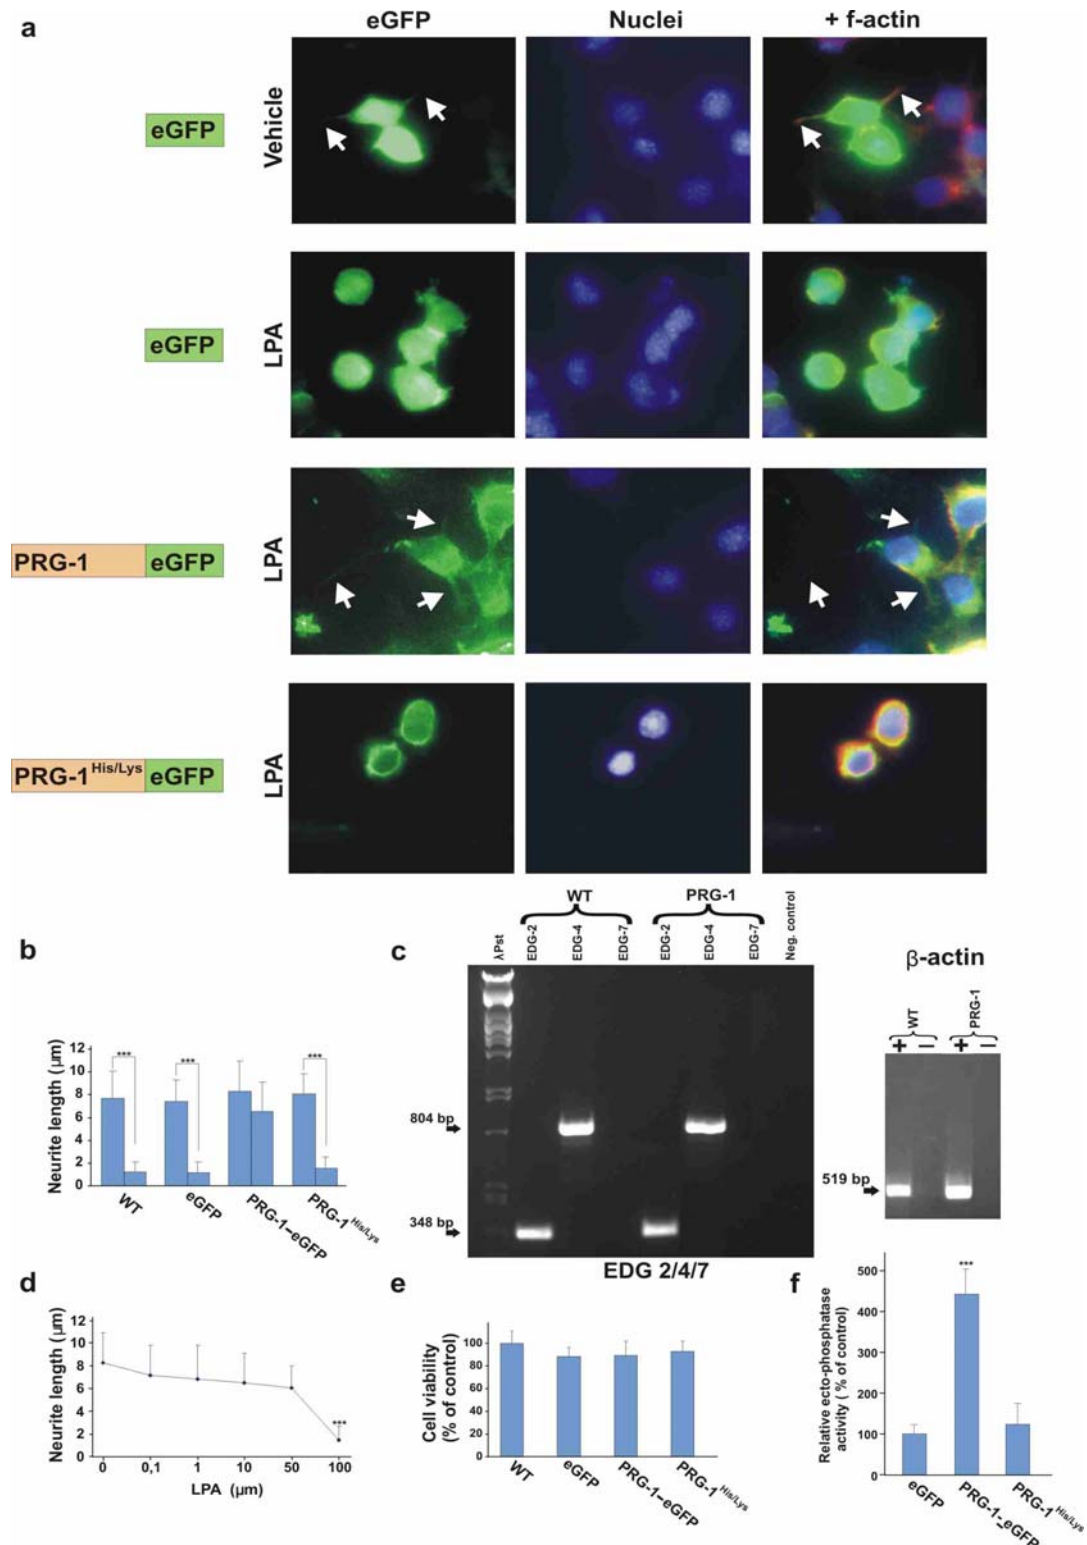 a
eGFP
Nuclei
+ f-actin
eGFP
Vehicle
eGFP
LPA
PRG-1 eGFP
LPA
PRG-1His/Lys eGFP
LPA
b
Neurite length (µm)
12
10
8
6
4
2
0
***
***
***
WT
eGFP
PRG-1–eGFP
PRG-1His/Lys
c
WT
PRG-1
λPst
EDG-2
EDG-4
EDG-7
EDG-2
EDG-4
EDG-7
Neg. control
804 bp
348 bp
EDG 2/4/7
β-actin
WT
PRG-1
+ – + –
519 bp
d
Neurite length (µm)
12
10
8
6
4
2
0
***
0 0,1 1 10 50 100
LPA (µm)
e
Cell viability
(% of control)
100
80
60
40
20
0
WT
eGFP
PRG-1–eGFP
PRG-1His/Lys
f
Relative ecto-phosphatase
activity ( % of control)
500
400
300
200
100
0
***
eGFP
PRG-1_eGFP
PRG-1His/Lys